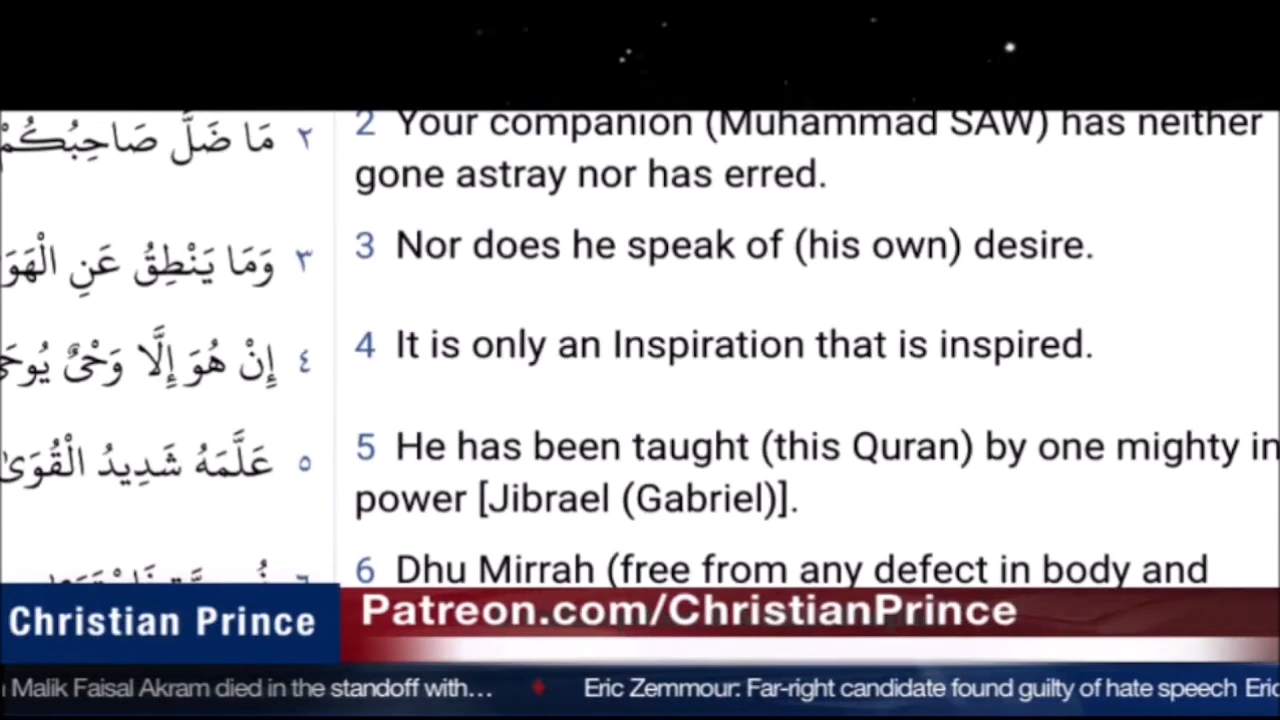 2 Your companion (Muhammad SAW) has neither
gone astray nor has erred.
٢ مَا ضَلَّ صَاحِبُكُمْ
3 Nor does he speak of (his own) desire.
٣ وَمَا يَنْطِقُ عَنِ الْهَوَ
4 It is only an Inspiration that is inspired.
٤ إِنْ هُوَ إِلَّا وَحْيٌ يُوحَى
5 He has been taught (this Quran) by one mighty in
power [Jibrael (Gabriel)].
٥ عَلَّمَهُ شَدِيدُ الْقُوَىٰ
6 Dhu Mirrah (free from any defect in body and
Christian Prince
Patreon.com/ChristianPrince
Malik Faisal Akram died in the standoff with... Eric Zemmour: Far-right candidate found guilty of hate speech Eric